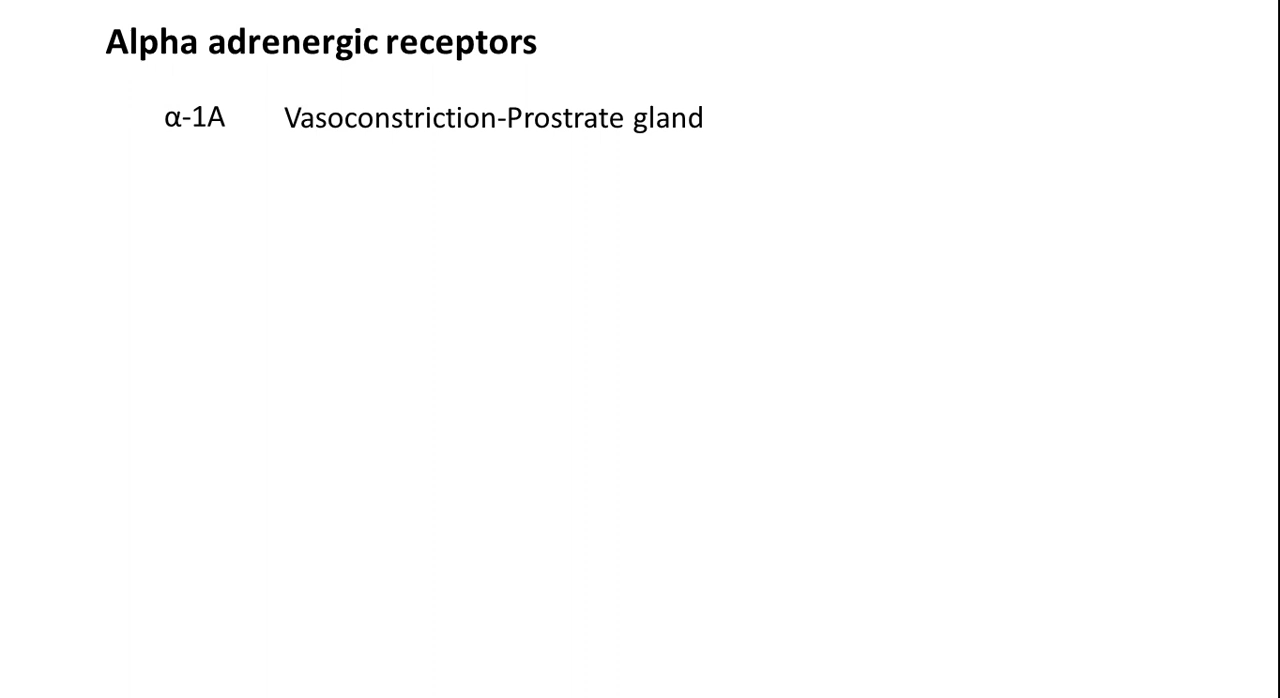 Alpha adrenergic receptors
α-1A Vasoconstriction-Prostrate gland